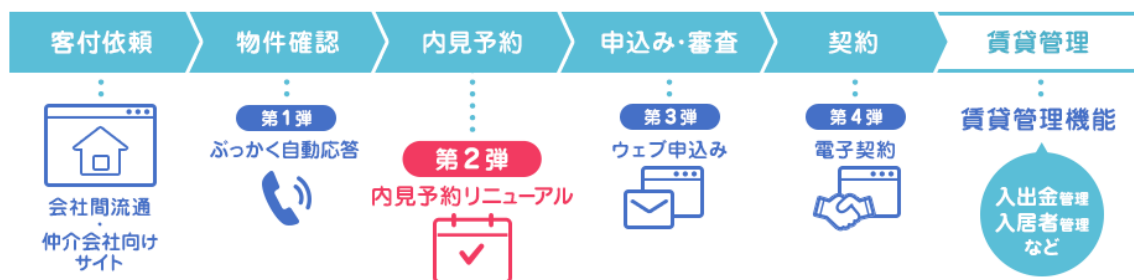 客付依頼
物件確認
内見予約
申込み・審査
契約
賃貸管理
会社間流通
・
仲介会社向け
サイト
第1弾
ぶっかく自動応答
第2弾
内見予約リニューアル
第3弾
ウェブ申込み
第4弾
電子契約
賃貸管理機能
入出金管理
入居者管理
など